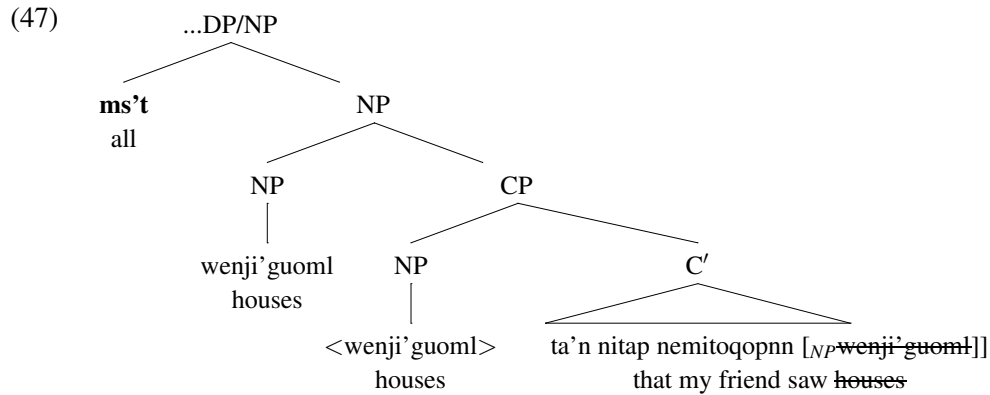 (47)
...DP/NP
ms't
all
NP
NP
CP
wenji'guoml
houses
NP
C′
<wenji'guoml>
houses
ta'n nitap nemitoqopnn [NP wenji'guoml]]
that my friend saw houses